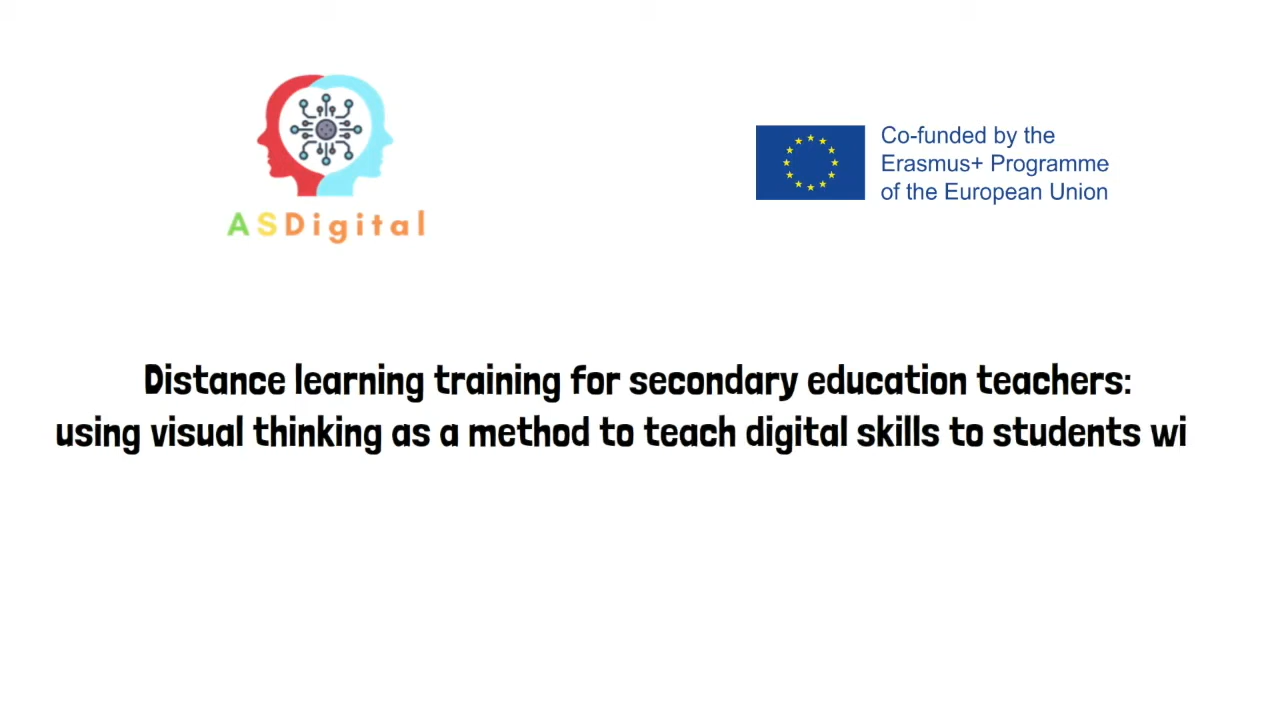 ASDigital
Co-funded by the
Erasmus+ Programme
of the European Union
Distance learning training for secondary education teachers:
using visual thinking as a method to teach digital skills to students wi